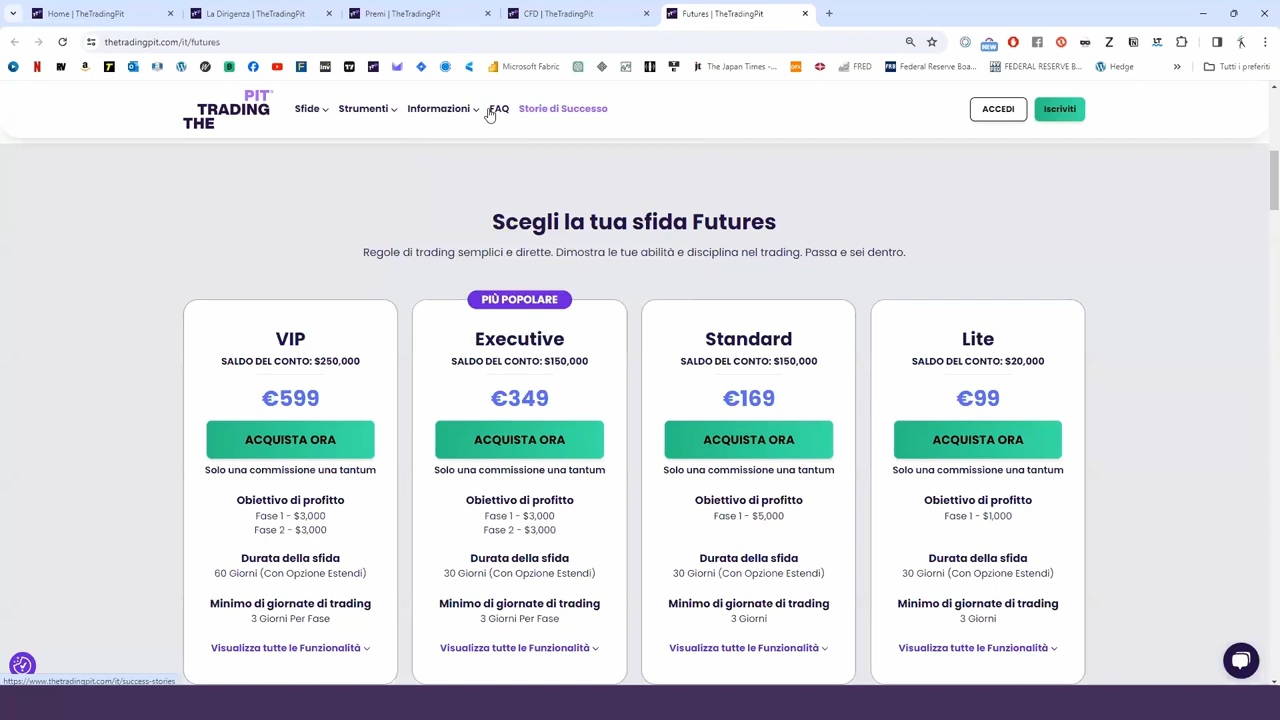 Home | TheTradingPit
La Dirigenza | TheTradingPit
Premi | TheTradingPit
CFD | TheTradingPit
Futures | TheTradingPit
thetradingpit.com/it/futures
NEW
Microsoft Fabric
The Japan Times -...
FRED
Federal Reserve Boa...
FEDERAL RESERVE B...
Hedge
Tutti i preferiti
PIT
TRADING
THE
Sfide
Strumenti
Informazioni
FAQ
Storie di Successo
ACCEDI
Iscriviti
Scegli la tua sfida Futures
Regole di trading semplici e dirette. Dimostra le tue abilità e disciplina nel trading. Passa e sei dentro.
VIP
SALDO DEL CONTO: $250,000
€599
ACQUISTA ORA
Solo una commissione una tantum
Obiettivo di profitto
Fase 1 - $3,000
Fase 2 - $3,000
Durata della sfida
60 Giorni (Con Opzione Estendi)
Minimo di giornate di trading
3 Giorni Per Fase
Visualizza tutte le Funzionalità
PIÙ POPOLARE
Executive
SALDO DEL CONTO: $150,000
€349
ACQUISTA ORA
Solo una commissione una tantum
Obiettivo di profitto
Fase 1 - $3,000
Fase 2 - $3,000
Durata della sfida
30 Giorni (Con Opzione Estendi)
Minimo di giornate di trading
3 Giorni Per Fase
Visualizza tutte le Funzionalità
Standard
SALDO DEL CONTO: $150,000
€169
ACQUISTA ORA
Solo una commissione una tantum
Obiettivo di profitto
Fase 1 - $5,000
Durata della sfida
30 Giorni (Con Opzione Estendi)
Minimo di giornate di trading
3 Giorni
Visualizza tutte le Funzionalità
Lite
SALDO DEL CONTO: $20,000
€99
ACQUISTA ORA
Solo una commissione una tantum
Obiettivo di profitto
Fase 1 - $1,000
Durata della sfida
30 Giorni (Con Opzione Estendi)
Minimo di giornate di trading
3 Giorni
Visualizza tutte le Funzionalità
https://www.thetradingpit.com/it/success-stories